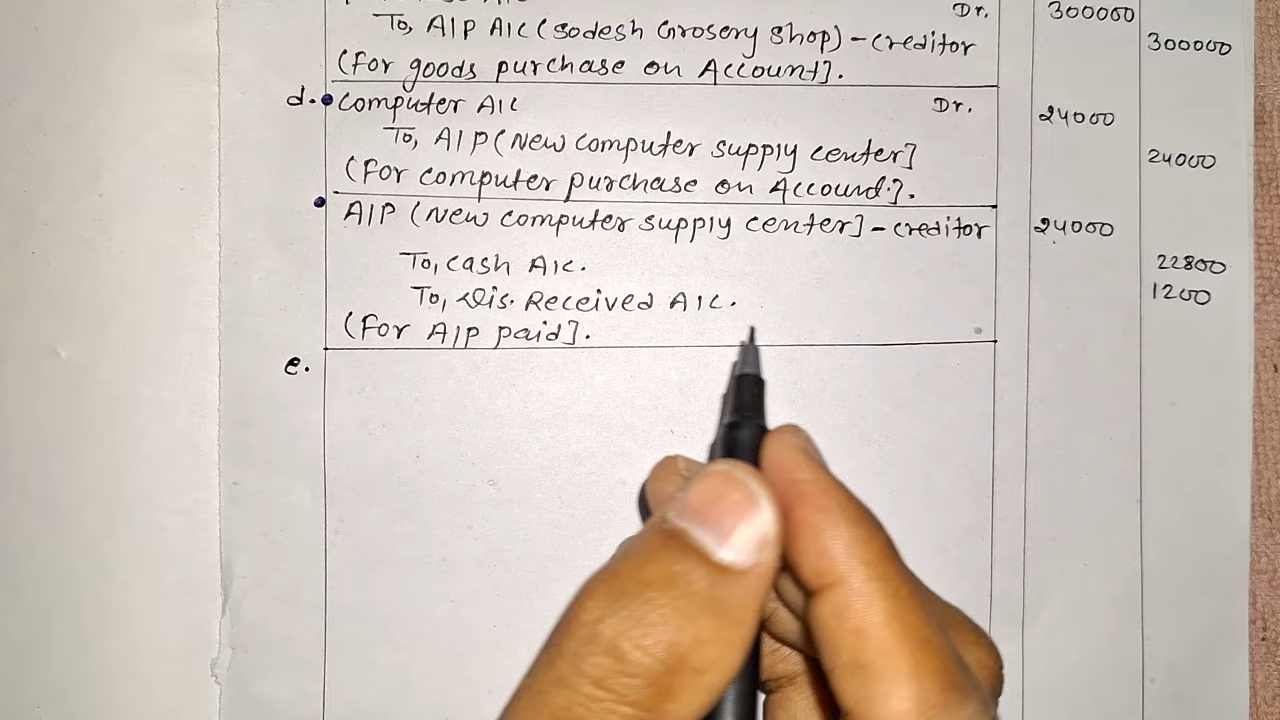 Dr. 300000
To, A/P A/C (Sodesh Grosery Shop) - creditor 300000
(For goods purchase on Account].
d. Computer A/C Dr. 24000
To, A/P (New computer supply center] 24000
(For computer purchase on Account].
A/P (New computer supply center] - creditor 24000
To, cash A/C. 22800
To, Dis. Received A/C. 1200
(For A/P paid].
e.